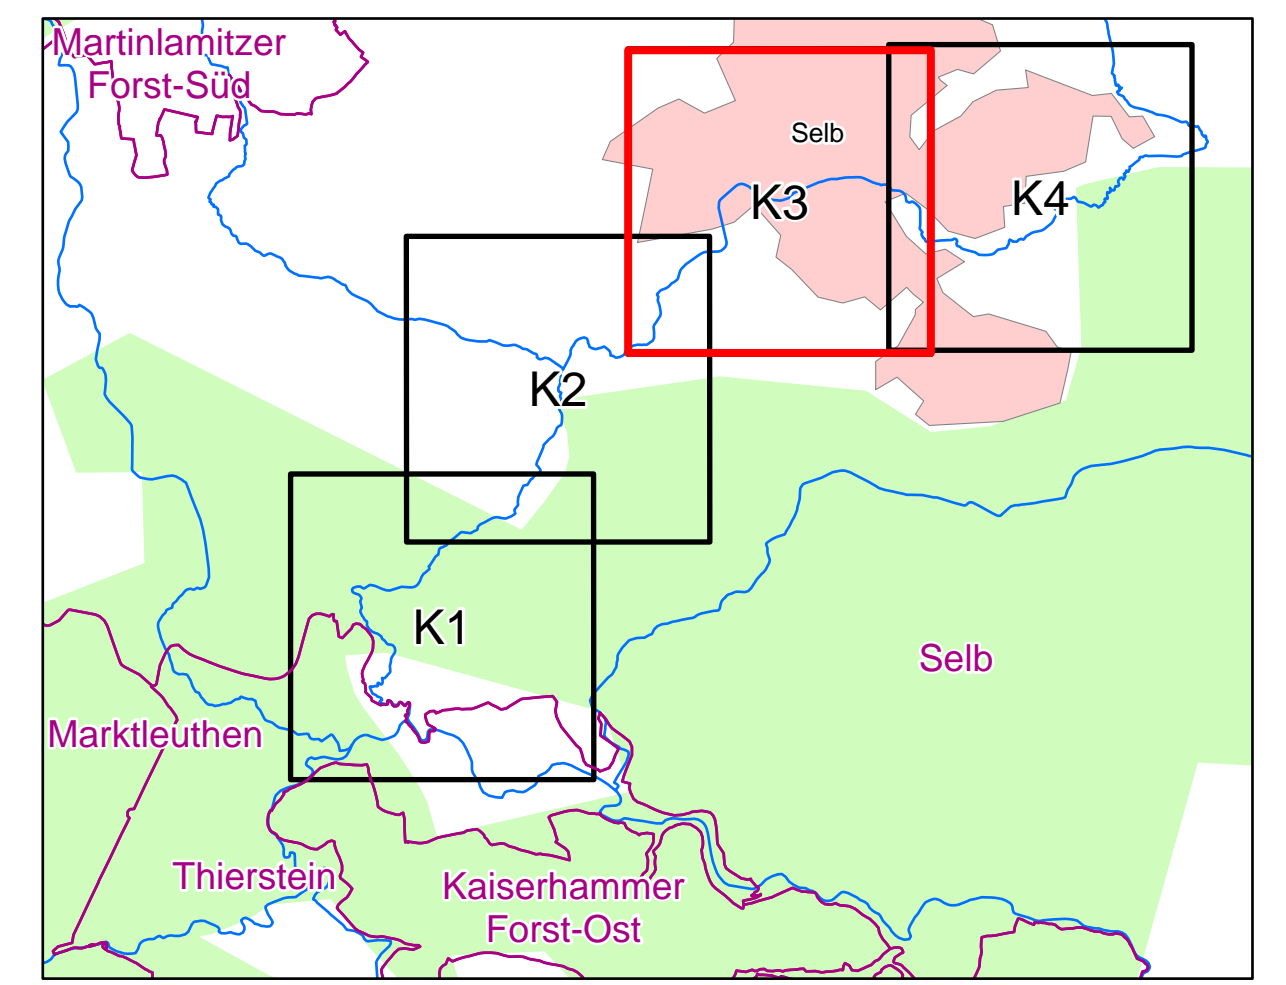 Martinlamitzer
Forst-Süd
Selb
K3
K4
K2
K1
Selb
Marktleuthen
Thierstein
Kaiserhammer
Forst-Ost